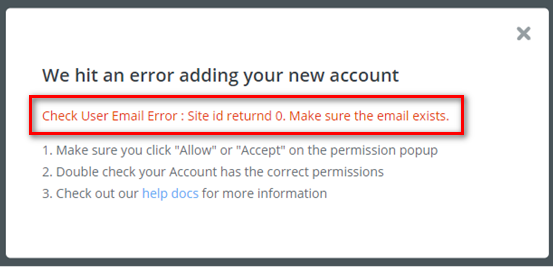 We hit an error adding your new account
Check User Email Error : Site id returnd 0. Make sure the email exists.
1. Make sure you click "Allow" or "Accept" on the permission popup
2. Double check your Account has the correct permissions
3. Check out our help docs for more information